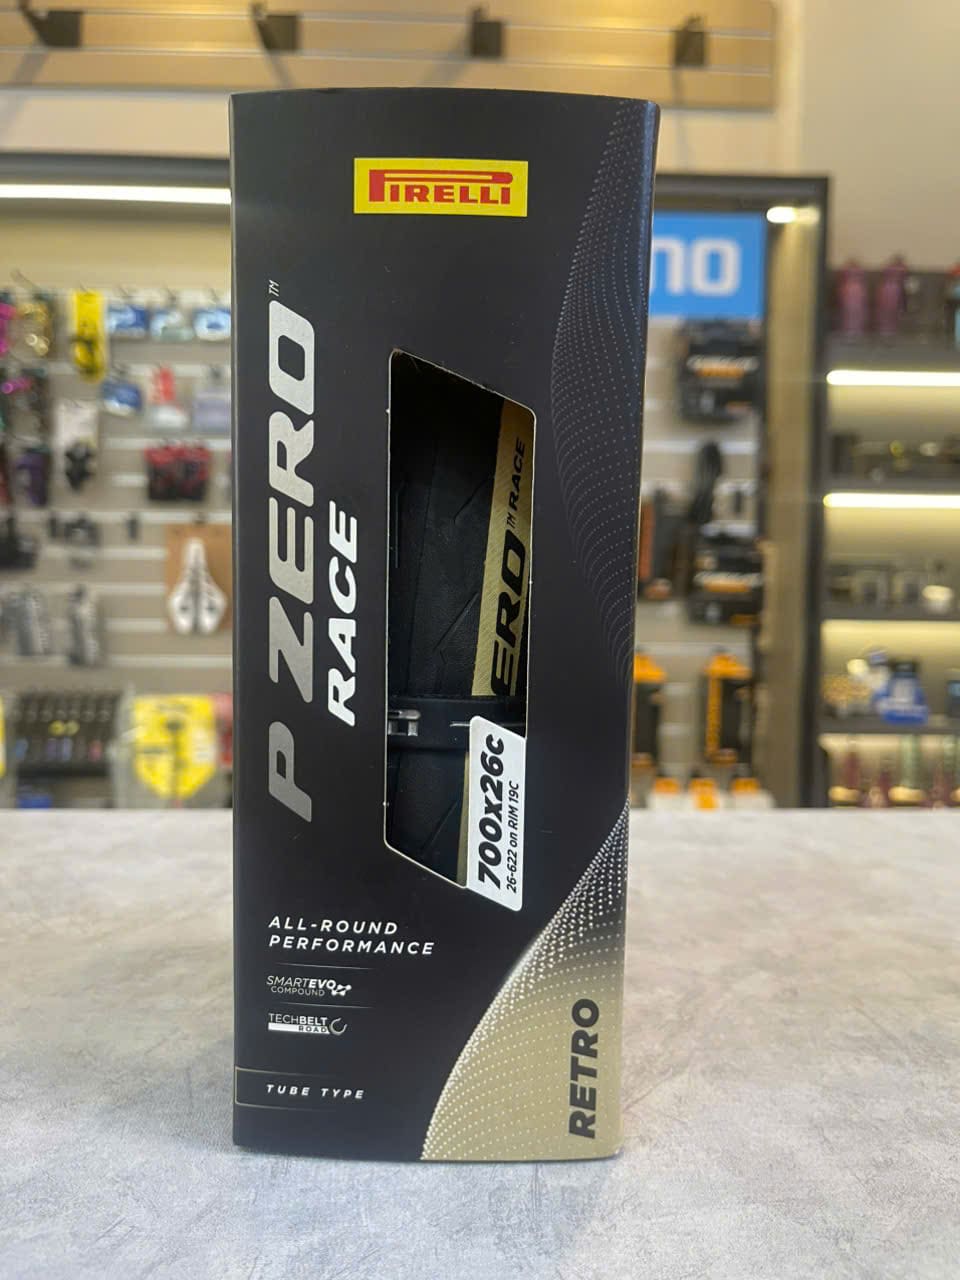 PIRELLI
P ZERO™
RACE
ERO™ RACE
700x26C
26-622 on RIM 19C
ALL-ROUND
PERFORMANCE
SMARTEVO
COMPOUND
TECHBELT
ROAD
TUBE TYPE
RETRO